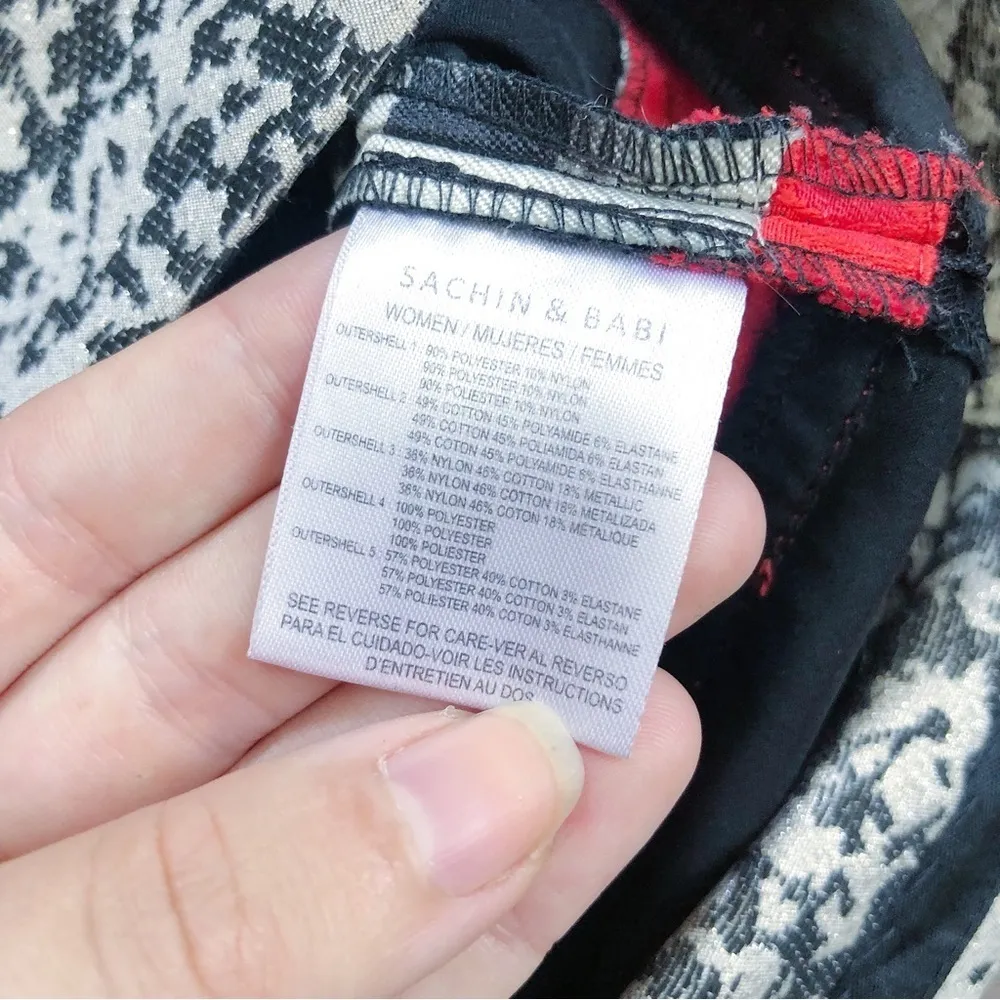 SACHIN & BABI
WOMEN / MUJERES / FEMMES
OUTERSHELL 1 90% POLYESTER 10% NYLON
90% POLYESTER 10% NYLON
90% POLIESTER 10% NYLON
OUTERSHELL 2 49% COTTON 45% POLYAMIDE 6% ELASTANE
49% COTTON 45% POLIAMIDA 6% ELASTAN
49% COTON 45% POLYAMIDE 6% ELASTHANNE
OUTERSHELL 3 36% NYLON 46% COTTON 18% METALLIC
36% NYLON 46% COTTON 18% METALIZADA
36% NYLON 46% COTTON 18% METALIQUE
OUTERSHELL 4 100% POLYESTER
100% POLYESTER
100% POLIESTER
OUTERSHELL 5 57% POLYESTER 40% COTTON 3% ELASTANE
57% POLYESTER 40% COTTON 3% ELASTAN
57% POLIESTER 40% COTTON 3% ELASTHANNE
SEE REVERSE FOR CARE-VER AL REVERSO
PARA EL CUIDADO-VOIR LES INSTRUCTIONS
D'ENTRETIEN AU DOS